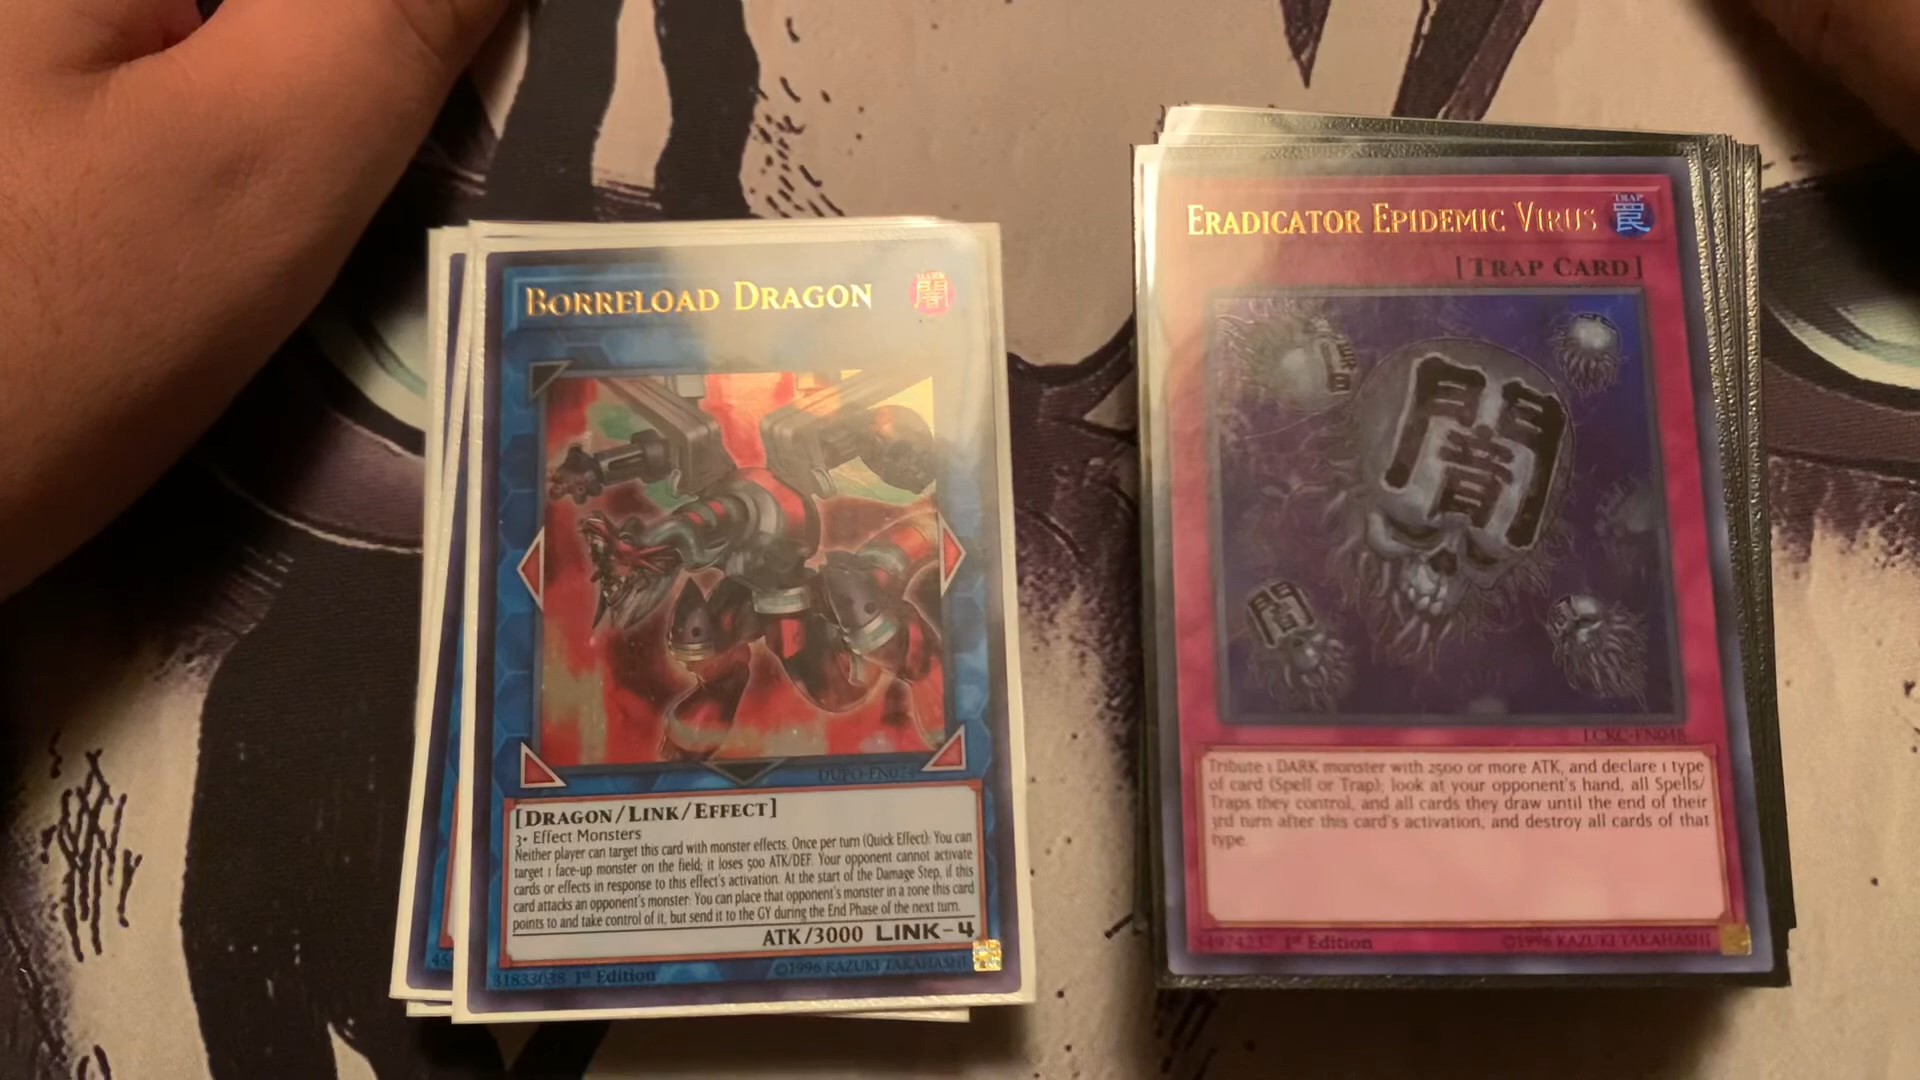 BORRELOAD DRAGON
DARK
闇
DUPO-EN0
[DRAGON/LINK/EFFECT]
3+ Effect Monsters
Neither player can target this card with monster effects. Once per turn (Quick Effect): You can
target 1 face-up monster on the field; it loses 500 ATK/DEF. Your opponent cannot activate
cards or effects in response to this effect's activation. At the start of the Damage Step, if this
card attacks an opponent's monster: You can place that opponent's monster in a zone this card
points to and take control of it, but send it to the GY during the End Phase of the next turn.
ATK/3000 LINK-4
31833038 1st Edition
©1996 KAZUKI TAKAHASHI
45
ERADICATOR EPIDEMIC VIRUS
TRAP
罠
[TRAP CARD]
闇
闇
LCKC-EN048
Tribute 1 DARK monster with 2500 or more ATK, and declare 1 type
of card (Spell or Trap); look at your opponent's hand, all Spells/
Traps they control, and all cards they draw until the end of their
3rd turn after this card's activation, and destroy all cards of that
type.
54974237 1st Edition
©1996 KAZUKI TAKAHASHI